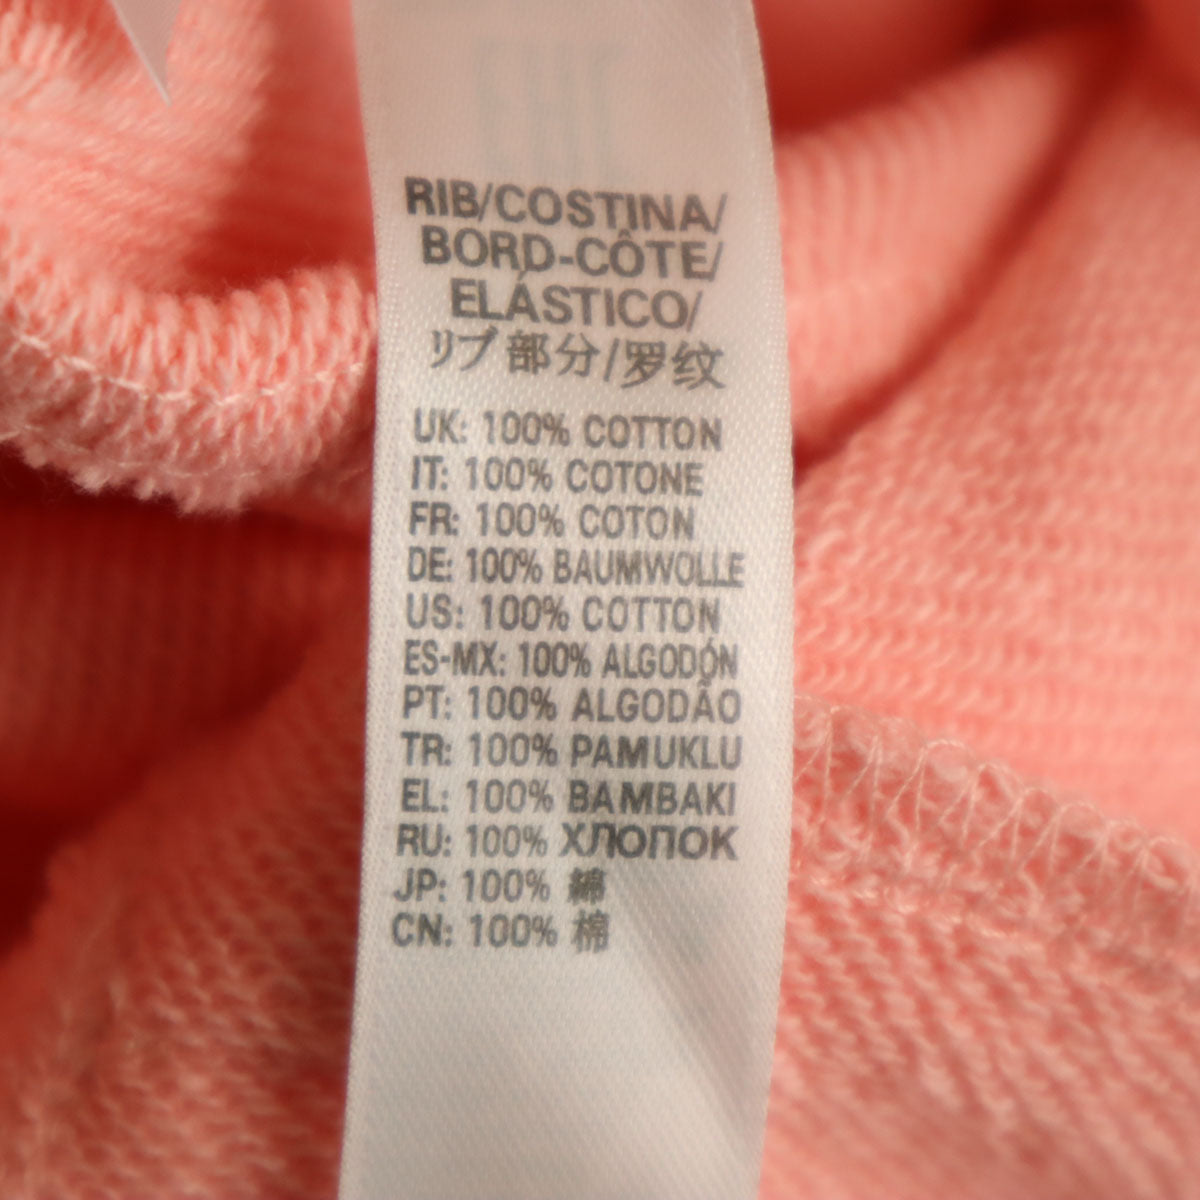 RIB/COSTINA/
BORD-CÔTE/
ELÁSTICO/
リブ部分/罗纹
UK: 100% COTTON
IT: 100% COTONE
FR: 100% COTON
DE: 100% BAUMWOLLE
US: 100% COTTON
ES-MX: 100% ALGODÓN
PT: 100% ALGODÃO
TR: 100% PAMUKLU
EL: 100% BAMBAKI
RU: 100% ХЛОПОК
JP: 100% 綿
CN: 100% 棉